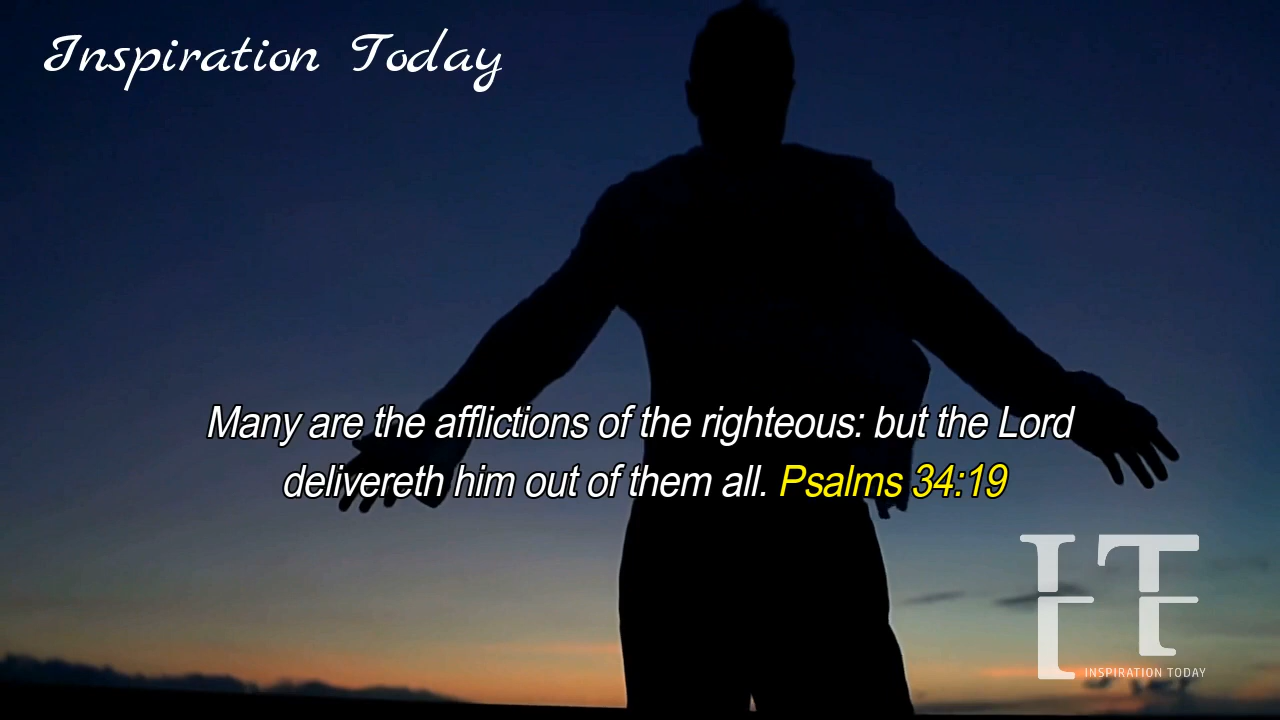 Inspiration Today
Many are the afflictions of the righteous: but the Lord
delivereth him out of them all. Psalms 34:19
INSPIRATION TODAY